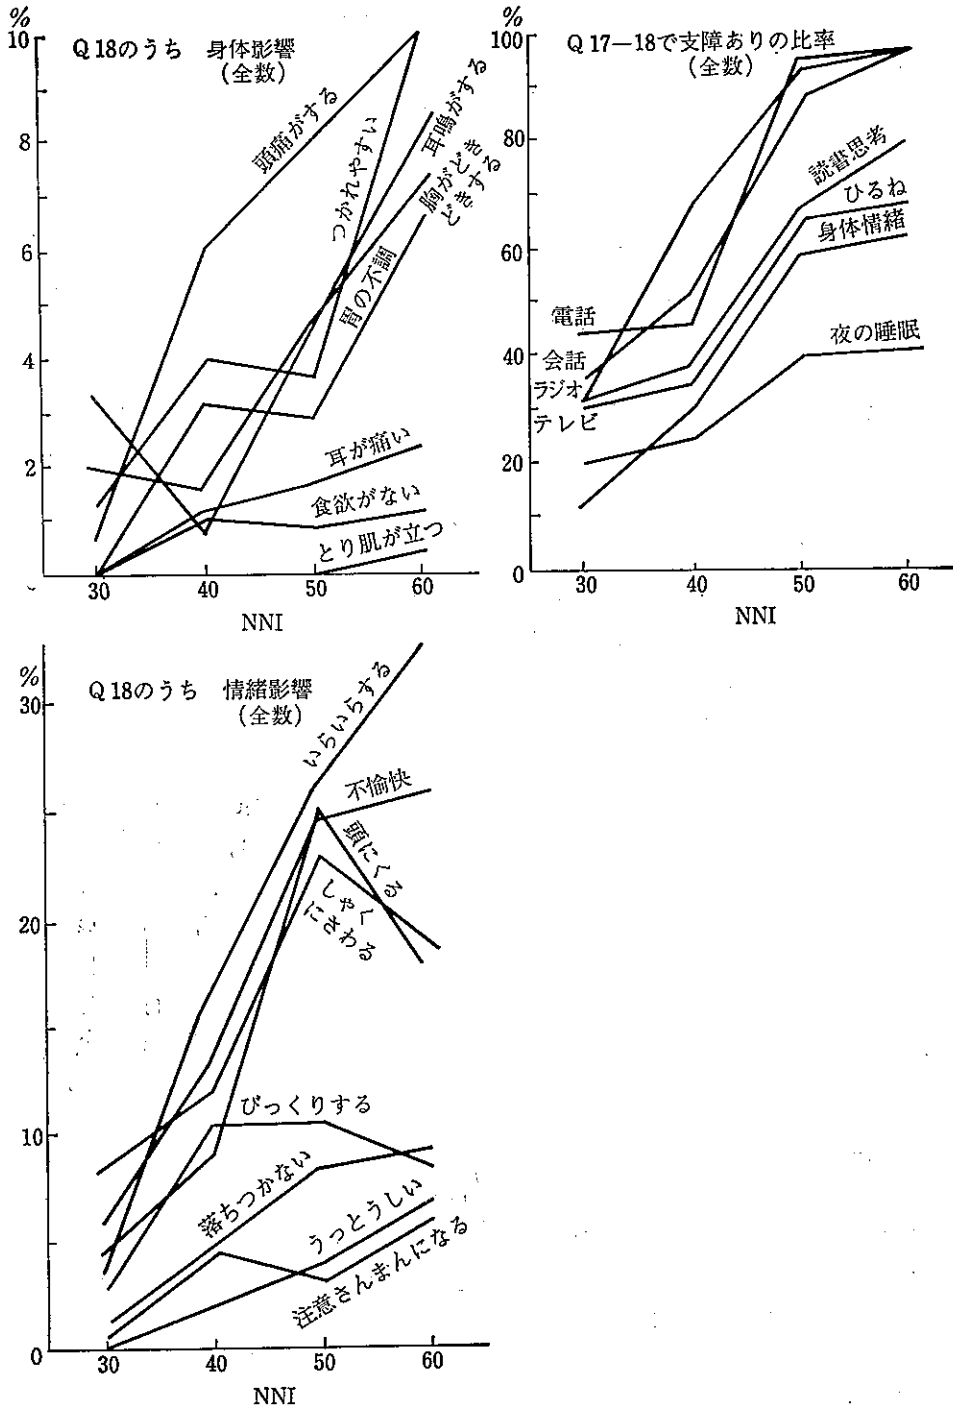 %
10
8
6
4
2
Q18のうち 身体影響
(全数)
頭痛がする
つかれやすい
耳鳴がする
胸がどき
どきする
胃の不調
耳が痛い
食欲がない
とり肌が立つ
30 40 50 60
NNI
%
100
80
60
40
20
0
Q17—18で支障ありの比率
(全数)
読書思考
ひるね
身体情緒
夜の睡眠
電話
会話
ラジオ
テレビ
30 40 50 60
NNI
%
30
20
10
0
Q18のうち 情緒影響
(全数)
いらいらする
不愉快
頭にくる
しゃく
にさわる
びっくりする
落ちつかない
うっとうしい
注意さんまんになる
30 40 50 60
NNI